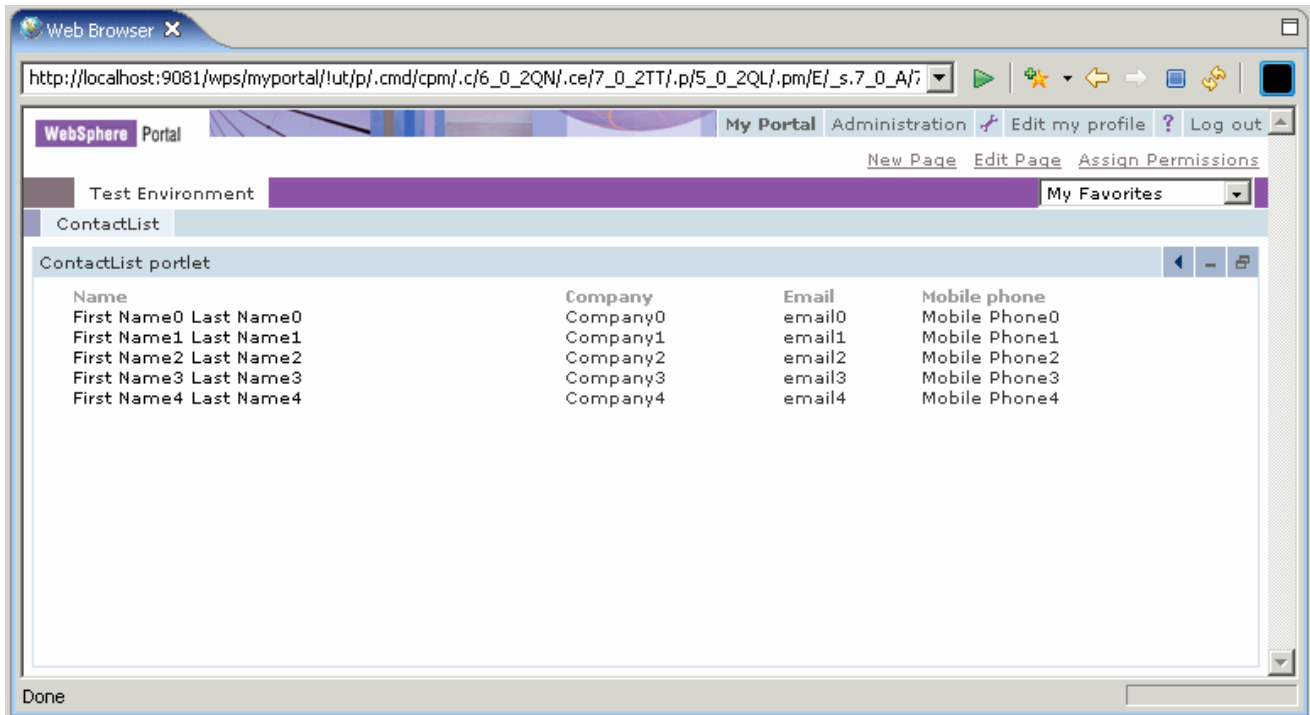 Web Browser
http://localhost:9081/wps/myportal/!ut/p/.cmd/cpm/.c/6_0_2QN/.ce/7_0_2TT/.p/5_0_2QL/.pm/E/_s.7_0_A/7
WebSphere Portal My Portal Administration Edit my profile ? Log out
New Page Edit Page Assign Permissions
Test Environment My Favorites
ContactList
ContactList portlet
Name Company Email Mobile phone
First Name0 Last Name0 Company0 email0 Mobile Phone0
First Name1 Last Name1 Company1 email1 Mobile Phone1
First Name2 Last Name2 Company2 email2 Mobile Phone2
First Name3 Last Name3 Company3 email3 Mobile Phone3
First Name4 Last Name4 Company4 email4 Mobile Phone4
Done